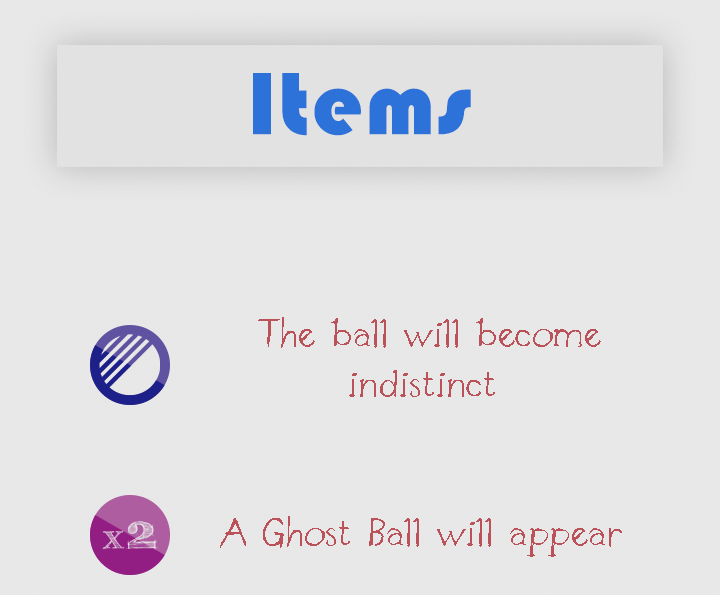 Items
The ball will become
indistinct
x2
A Ghost Ball will appear